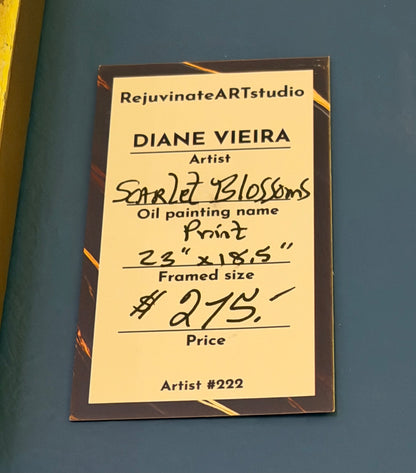 RejuvinateARTstudio
DIANE VIEIRA
Artist
Scarlet Blossoms
Oil painting name
Print
23" x 18.5"
Framed size
$ 275.-
Price
Artist #222